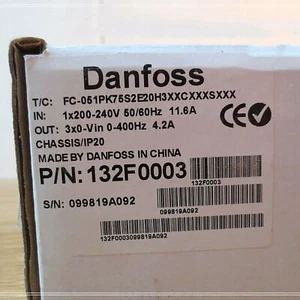 Danfoss
T/C: FC-051PK75S2E20H3XXCXXXSXXX
IN: 1x200-240V 50/60Hz 11.6A
OUT: 3x0-Vin 0-400Hz 4.2A
CHASSIS/IP20
MADE BY DANFOSS IN CHINA
P/N: 132F0003
132F0003
S/N: 099819A092
099819A092
132F0003099819A092
CE